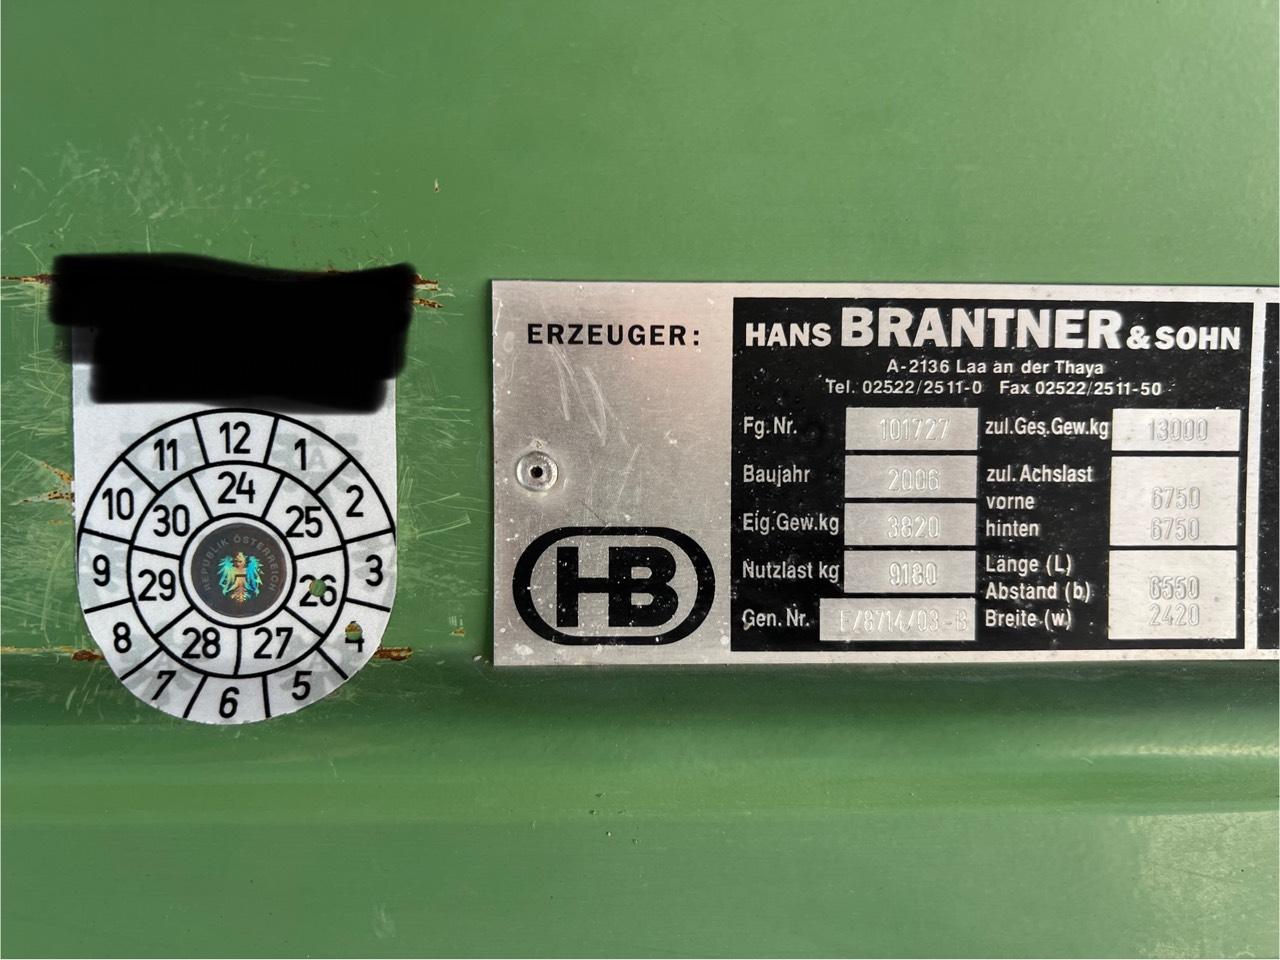 12
11
1
10
24
2
30
25
9
REPUBLIK ÖSTERREICH
3
29
26
8
28
27
4
7
6
5
ERZEUGER:
HB
HANS BRANTNER & SOHN
A-2136 Laa an der Thaya
Tel. 02522/2511-0 Fax 02522/2511-50
Fg. Nr. 101727 zul.Ges.Gew.kg 13000
Baujahr 2006 zul. Achslast
vorne 6750
Eig.Gew.kg 3820 hinten 6750
Nutzlast kg 9180 Länge (L)
Abstand (b) 6550
Gen. Nr. E/8714/03-B Breite (w) 2420